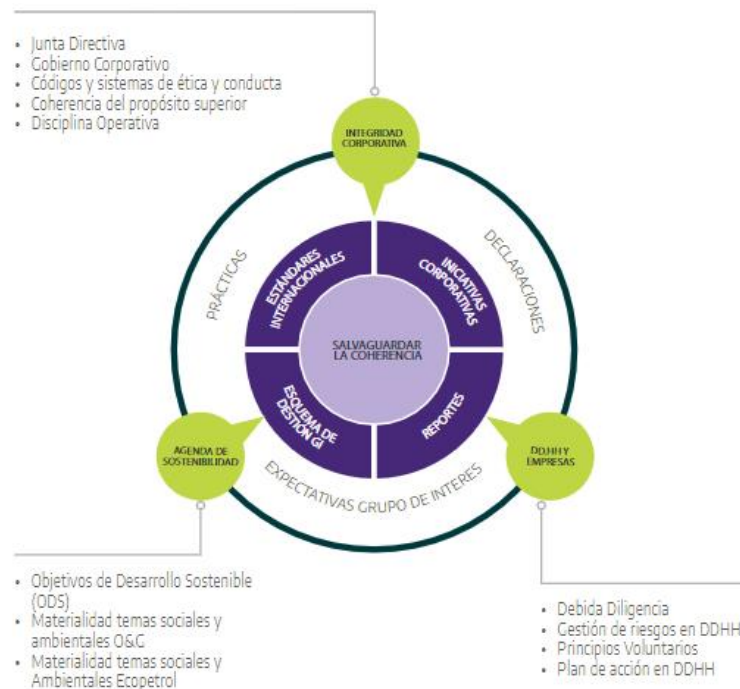 • Junta Directiva
• Gobierno Corporativo
• Códigos y sistemas de ética y conducta
• Coherencia del propósito superior
• Disciplina Operativa
INTEGRIDAD
CORPORATIVA
PRÁCTICAS
DECLARACIONES
ESTÁNDARES
INTERNACIONALES
INICIATIVAS
CORPORATIVAS
SALVAGUARDAR
LA COHERENCIA
ESQUEMA DE
DESTIÓN GI
REPORTES
AGENDA DE
SOSTENIBILIDAD
DD.HH Y
EMPRESAS
EXPECTATIVAS GRUPO DE INTERES
• Objetivos de Desarrollo Sostenible
(ODS)
• Materialidad temas sociales y
ambientales O&G
• Materialidad temas sociales y
Ambientales Ecopetrol
• Debida Diligencia
• Gestión de riesgos en DDHH
• Principios Voluntarios
• Plan de acción en DDHH